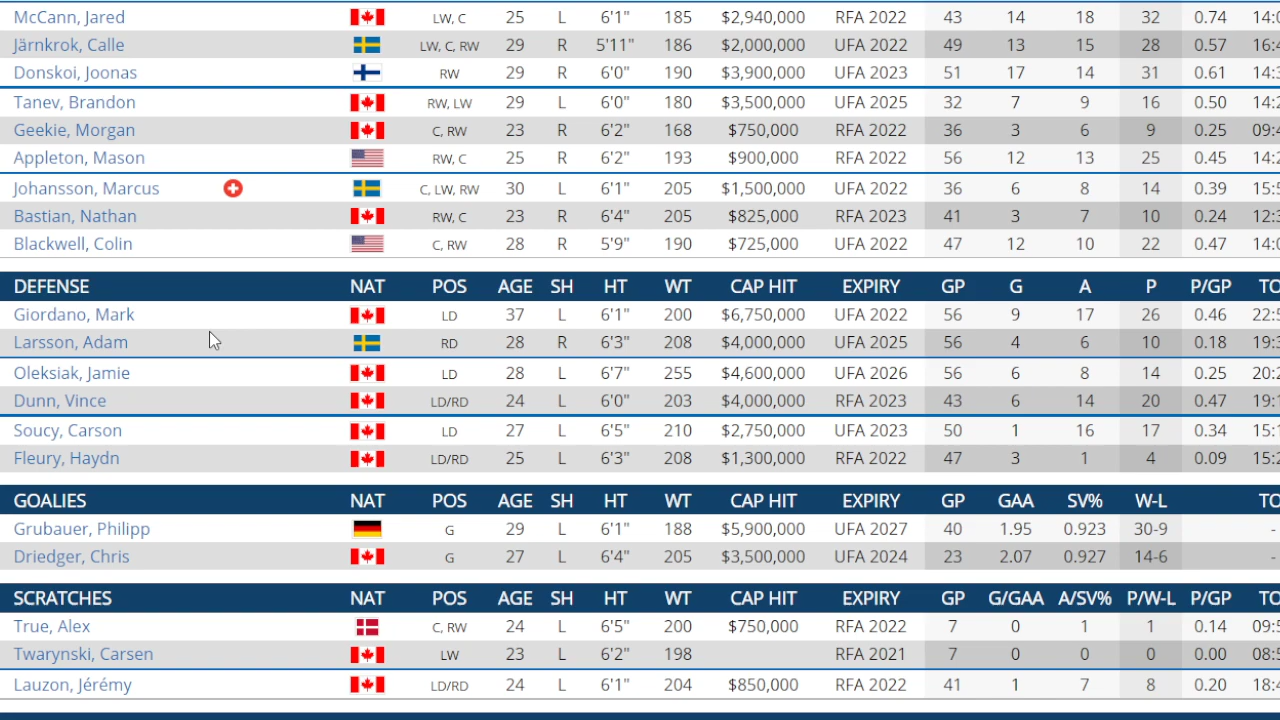 McCann, Jared LW, C 25 L 6'1" 185 $2,940,000 RFA 2022 43 14 18 32 0.74
Järnkrok, Calle LW, C, RW 29 R 5'11" 186 $2,000,000 UFA 2022 49 13 15 28 0.57
Donskoi, Joonas RW 29 R 6'0" 190 $3,900,000 UFA 2023 51 17 14 31 0.61
Tanev, Brandon RW, LW 29 L 6'0" 180 $3,500,000 UFA 2025 32 7 9 16 0.50
Geekie, Morgan C, RW 23 R 6'2" 168 $750,000 RFA 2022 36 3 6 9 0.25
Appleton, Mason RW, C 25 R 6'2" 193 $900,000 RFA 2022 56 12 13 25 0.45
Johansson, Marcus C, LW, RW 30 L 6'1" 205 $1,500,000 UFA 2022 36 6 8 14 0.39
Bastian, Nathan RW, C 23 R 6'4" 205 $825,000 RFA 2023 41 3 7 10 0.24
Blackwell, Colin C, RW 28 R 5'9" 190 $725,000 UFA 2022 47 12 10 22 0.47
DEFENSE NAT POS AGE SH HT WT CAP HIT EXPIRY GP G A P P/GP
Giordano, Mark LD 37 L 6'1" 200 $6,750,000 UFA 2022 56 9 17 26 0.46
Larsson, Adam RD 28 R 6'3" 208 $4,000,000 UFA 2025 56 4 6 10 0.18
Oleksiak, Jamie LD 28 L 6'7" 255 $4,600,000 UFA 2026 56 6 8 14 0.25
Dunn, Vince LD/RD 24 L 6'0" 203 $4,000,000 RFA 2023 43 6 14 20 0.47
Soucy, Carson LD 27 L 6'5" 210 $2,750,000 UFA 2023 50 1 16 17 0.34
Fleury, Haydn LD/RD 25 L 6'3" 208 $1,300,000 RFA 2022 47 3 1 4 0.09
GOALIES NAT POS AGE SH HT WT CAP HIT EXPIRY GP GAA SV% W-L
Grubauer, Philipp G 29 L 6'1" 188 $5,900,000 UFA 2027 40 1.95 0.923 30-9 -
Driedger, Chris G 27 L 6'4" 205 $3,500,000 UFA 2024 23 2.07 0.927 14-6 -
SCRATCHES NAT POS AGE SH HT WT CAP HIT EXPIRY GP G/GAA A/SV% P/W-L P/GP
True, Alex C, RW 24 L 6'5" 200 $750,000 RFA 2022 7 0 1 1 0.14
Twarynski, Carsen LW 23 L 6'2" 198 RFA 2021 7 0 0 0 0.00
Lauzon, Jérémy LD/RD 24 L 6'1" 204 $850,000 RFA 2022 41 1 7 8 0.20